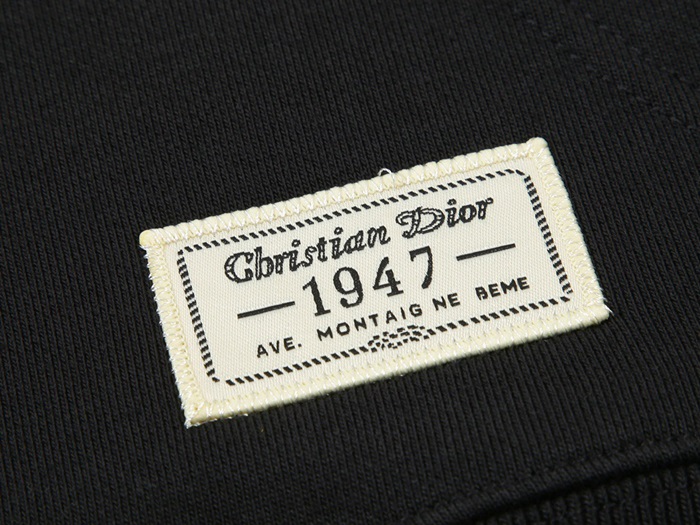 Christian Dior
— 1947 —
AVE. MONTAIG NE BEME